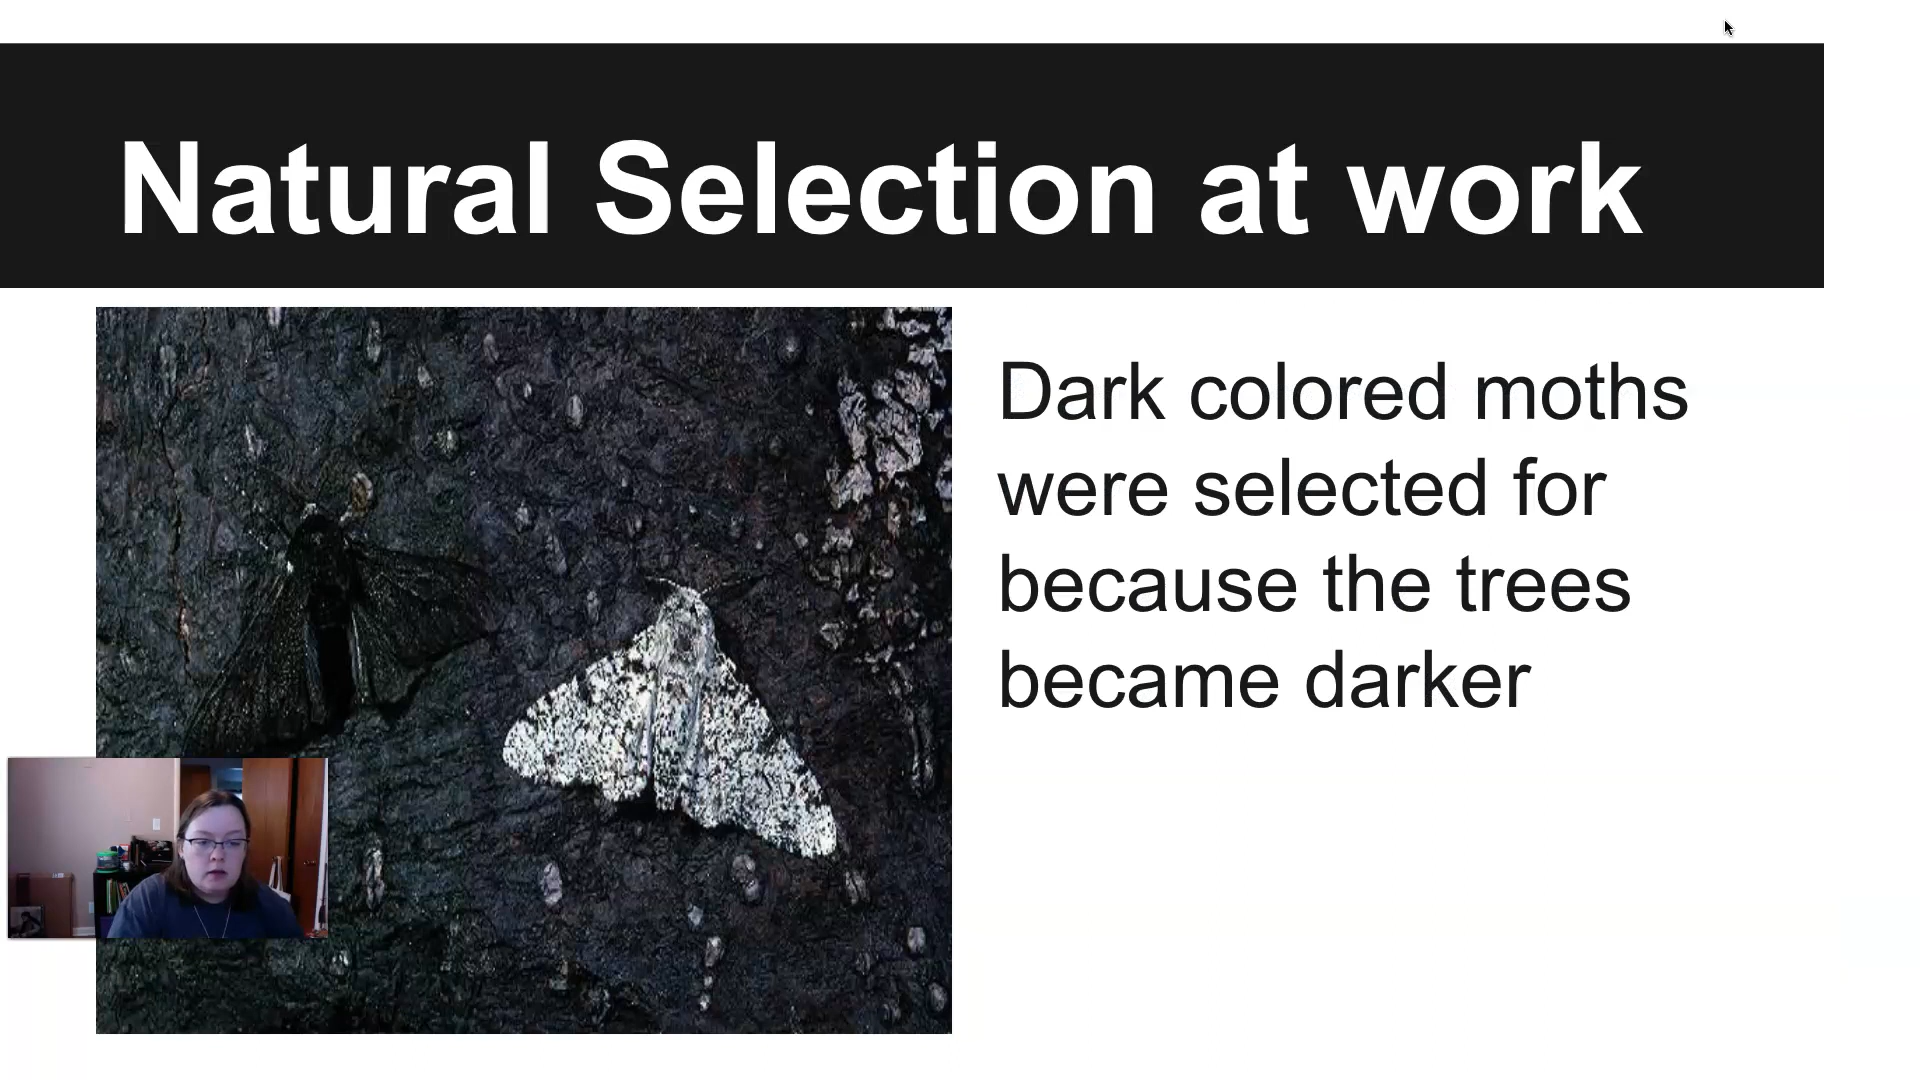 Natural Selection at work
Dark colored moths
were selected for
because the trees
became darker